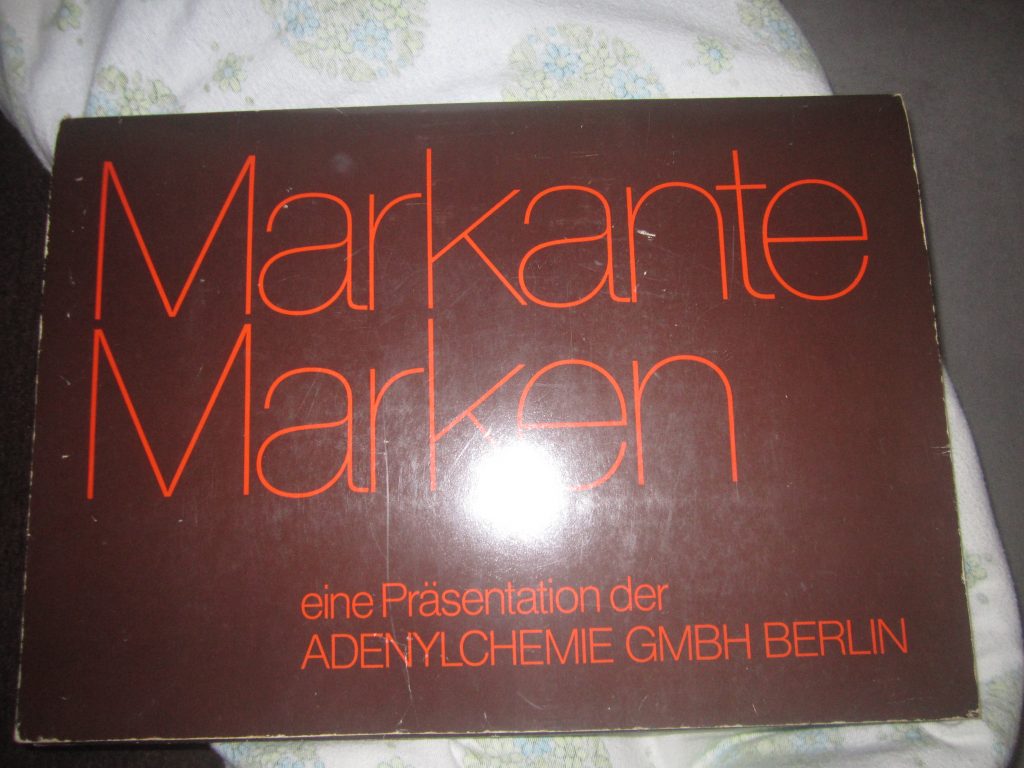 Markante
Marken
eine Präsentation der
ADENYLCHEMIE GMBH BERLIN